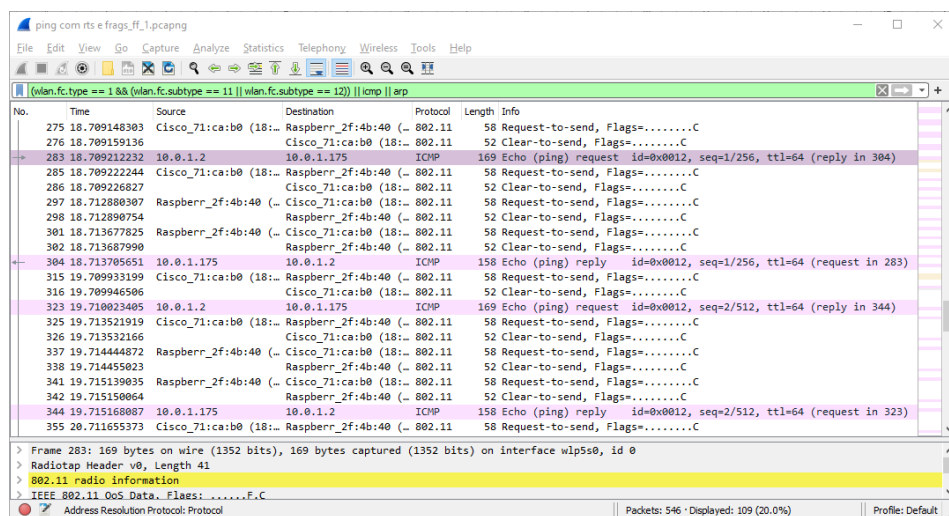 ping com rts e frags_ff_1.pcapng
File Edit View Go Capture Analyze Statistics Telephony Wireless Tools Help
(wlan.fc.type == 1 && (wlan.fc.subtype == 11 || wlan.fc.subtype == 12)) || icmp || arp
No. Time Source Destination Protocol Length Info
275 18.709148303 Cisco_71:ca:b0 (18:… Raspberr_2f:4b:40 (… 802.11 58 Request-to-send, Flags=........C
276 18.709159136 Cisco_71:ca:b0 (18:… 802.11 52 Clear-to-send, Flags=........C
283 18.709212232 10.0.1.2 10.0.1.175 ICMP 169 Echo (ping) request id=0x0012, seq=1/256, ttl=64 (reply in 304)
285 18.709222244 Cisco_71:ca:b0 (18:… Raspberr_2f:4b:40 (… 802.11 58 Request-to-send, Flags=........C
286 18.709226827 Cisco_71:ca:b0 (18:… 802.11 52 Clear-to-send, Flags=........C
297 18.712880307 Raspberr_2f:4b:40 (… Cisco_71:ca:b0 (18:… 802.11 58 Request-to-send, Flags=........C
298 18.712890754 Raspberr_2f:4b:40 (… 802.11 52 Clear-to-send, Flags=........C
301 18.713677825 Raspberr_2f:4b:40 (… Cisco_71:ca:b0 (18:… 802.11 58 Request-to-send, Flags=........C
302 18.713687990 Raspberr_2f:4b:40 (… 802.11 52 Clear-to-send, Flags=........C
304 18.713705651 10.0.1.175 10.0.1.2 ICMP 158 Echo (ping) reply id=0x0012, seq=1/256, ttl=64 (request in 283)
315 19.709933199 Cisco_71:ca:b0 (18:… Raspberr_2f:4b:40 (… 802.11 58 Request-to-send, Flags=........C
316 19.709946506 Cisco_71:ca:b0 (18:… 802.11 52 Clear-to-send, Flags=........C
323 19.710023405 10.0.1.2 10.0.1.175 ICMP 169 Echo (ping) request id=0x0012, seq=2/512, ttl=64 (reply in 344)
325 19.713521919 Cisco_71:ca:b0 (18:… Raspberr_2f:4b:40 (… 802.11 58 Request-to-send, Flags=........C
326 19.713532166 Cisco_71:ca:b0 (18:… 802.11 52 Clear-to-send, Flags=........C
337 19.714444872 Raspberr_2f:4b:40 (… Cisco_71:ca:b0 (18:… 802.11 58 Request-to-send, Flags=........C
338 19.714455023 Raspberr_2f:4b:40 (… 802.11 52 Clear-to-send, Flags=........C
341 19.715139035 Raspberr_2f:4b:40 (… Cisco_71:ca:b0 (18:… 802.11 58 Request-to-send, Flags=........C
342 19.715150064 Raspberr_2f:4b:40 (… 802.11 52 Clear-to-send, Flags=........C
344 19.715168087 10.0.1.175 10.0.1.2 ICMP 158 Echo (ping) reply id=0x0012, seq=2/512, ttl=64 (request in 323)
355 20.711655373 Cisco_71:ca:b0 (18:… Raspberr_2f:4b:40 (… 802.11 58 Request-to-send, Flags=........C
Frame 283: 169 bytes on wire (1352 bits), 169 bytes captured (1352 bits) on interface wlp5s0, id 0
Radiotap Header v0, Length 41
802.11 radio information
IEEE 802.11 QoS Data, Flags: ......F.C
Address Resolution Protocol: Protocol Packets: 546 · Displayed: 109 (20.0%) Profile: Default